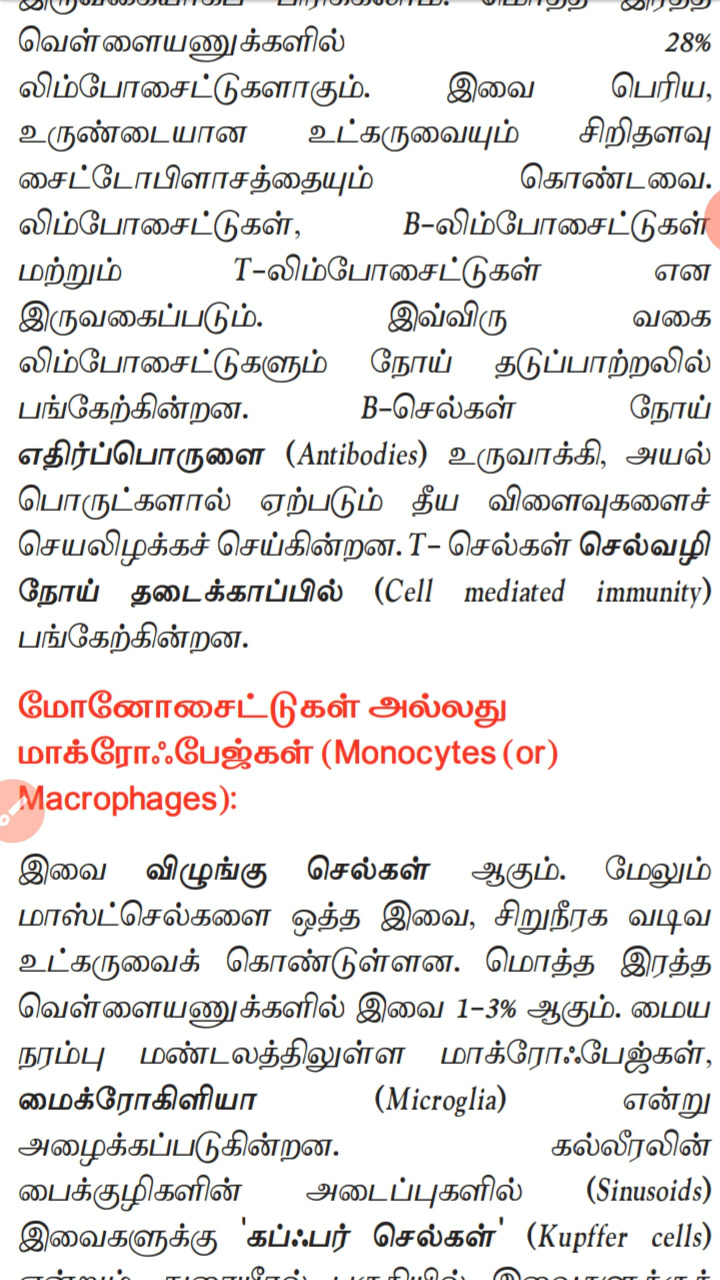 வெள்ளையணுக்களில் 28%
லிம்போசைட்டுகளாகும். இவை பெரிய,
உருண்டையான உட்கருவையும் சிறிதளவு
சைட்டோபிளாசத்தையும் கொண்டவை.
லிம்போசைட்டுகள், B-லிம்போசைட்டுகள்
மற்றும் T-லிம்போசைட்டுகள் என
இருவகைப்படும். இவ்விரு வகை
லிம்போசைட்டுகளும் நோய் தடுப்பாற்றலில்
பங்கேற்கின்றன. B-செல்கள் நோய்
எதிர்ப்பொருளை (Antibodies) உருவாக்கி, அயல்
பொருட்களால் ஏற்படும் தீய விளைவுகளைச்
செயலிழக்கச் செய்கின்றன. T- செல்கள் செல்வழி
நோய் தடைக்காப்பில் (Cell mediated immunity)
பங்கேற்கின்றன.
மோனோசைட்டுகள் அல்லது
மாக்ரோஃபேஜ்கள் (Monocytes (or)
Macrophages):
இவை விழுங்கு செல்கள் ஆகும். மேலும்
மாஸ்ட்செல்களை ஒத்த இவை, சிறுநீரக வடிவ
உட்கருவைக் கொண்டுள்ளன. மொத்த இரத்த
வெள்ளையணுக்களில் இவை 1-3% ஆகும். மைய
நரம்பு மண்டலத்திலுள்ள மாக்ரோஃபேஜ்கள்,
மைக்ரோகிளியா (Microglia) என்று
அழைக்கப்படுகின்றன. கல்லீரலின்
பைக்குழிகளின் அடைப்புகளில் (Sinusoids)
இவைகளுக்கு 'கப்ஃபர் செல்கள்' (Kupffer cells)